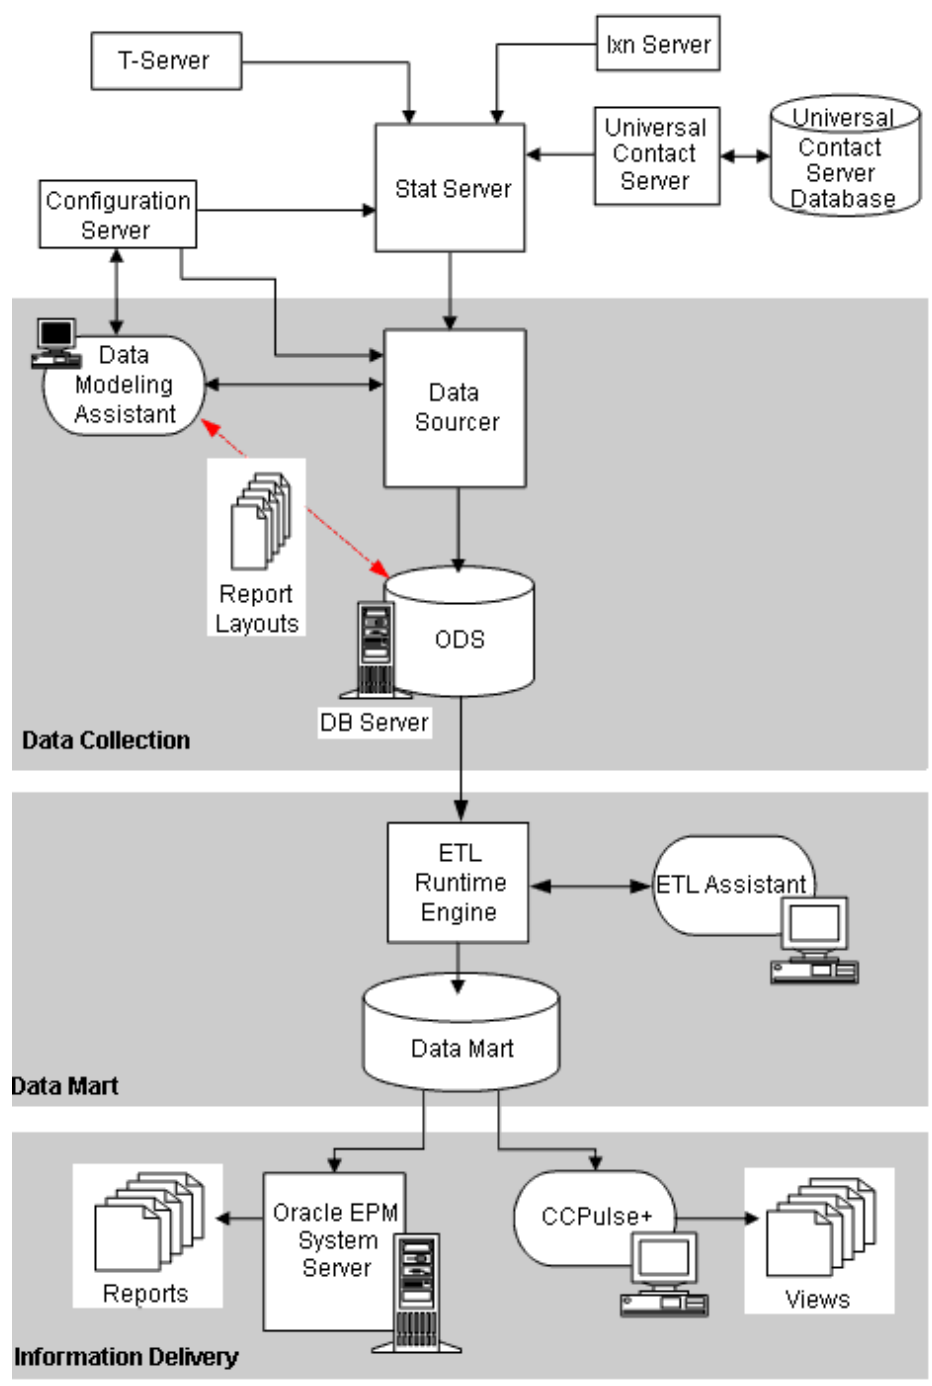 T-Server
Ixn Server
Stat Server
Universal
Contact
Server
Universal
Contact
Server
Database
Configuration
Server
Data
Modeling
Assistant
Data
Sourcer
Report
Layouts
ODS
DB Server
Data Collection
ETL
Runtime
Engine
ETL Assistant
Data Mart
Data Mart
Reports
Oracle EPM
System
Server
CCPulse+
Views
Information Delivery